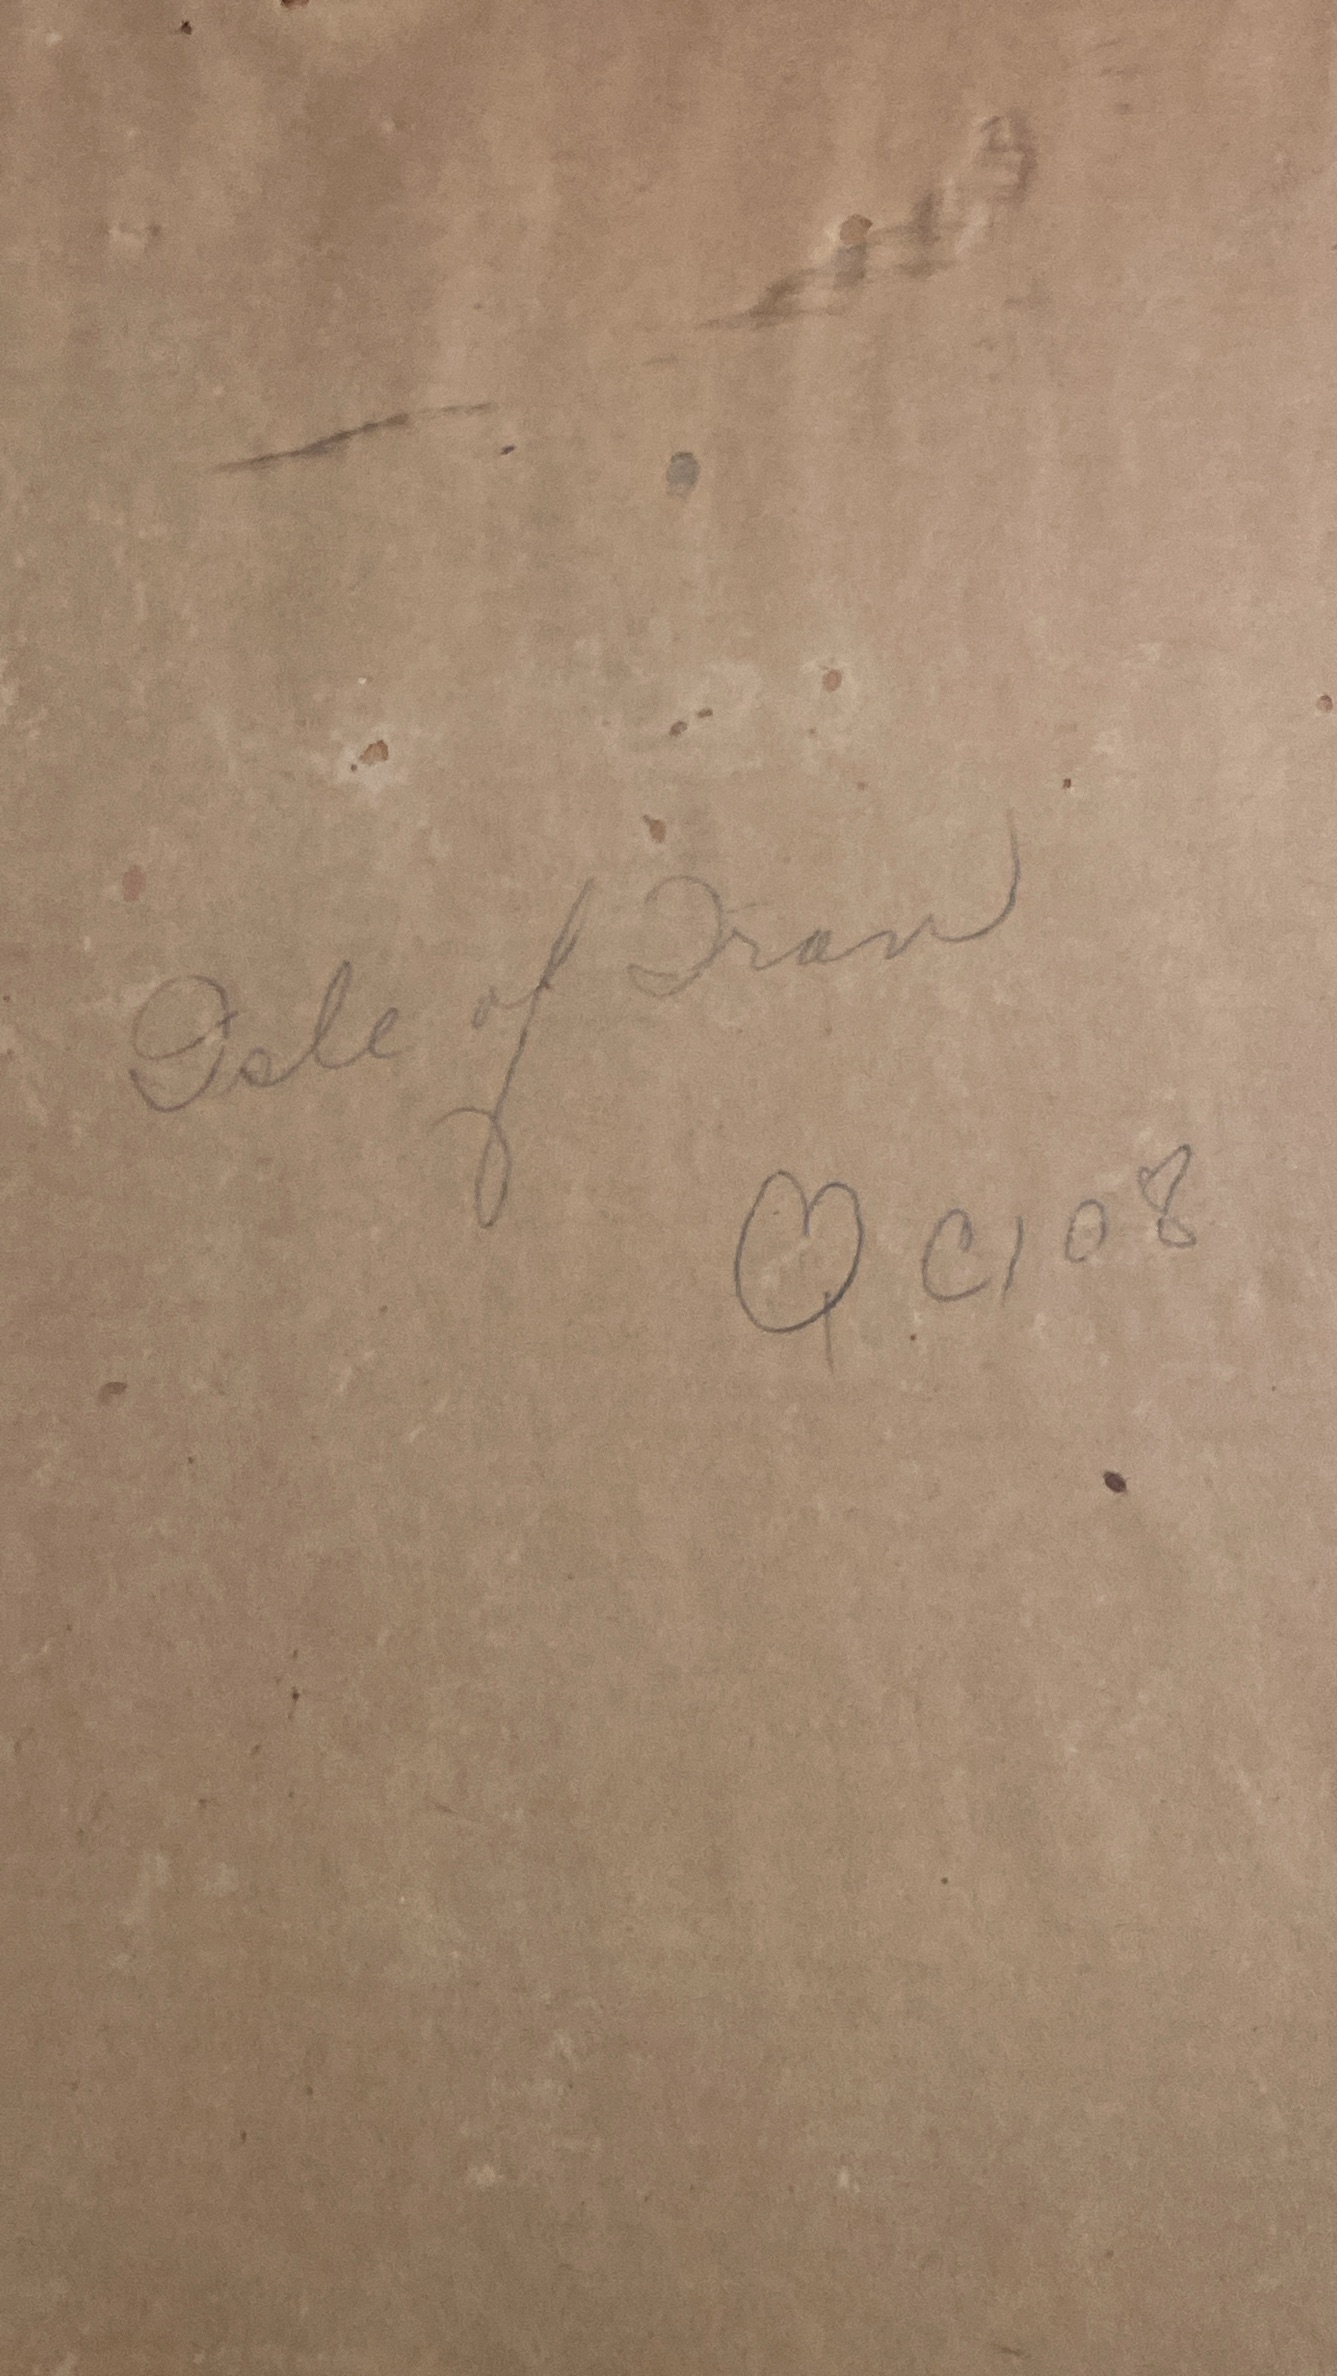 Isle of Iran
Q C108